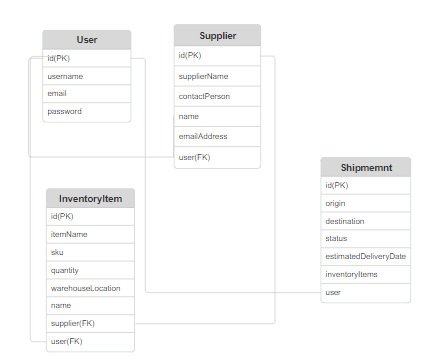 User
id(PK)
username
email
password
Supplier
id(PK)
supplierName
contactPerson
name
emailAddress
user(FK)
InventoryItem
id(PK)
itemName
sku
quantity
warehouseLocation
name
supplier(FK)
user(FK)
Shipmemnt
id(PK)
origin
destination
status
estimatedDeliveryDate
inventoryItems
user